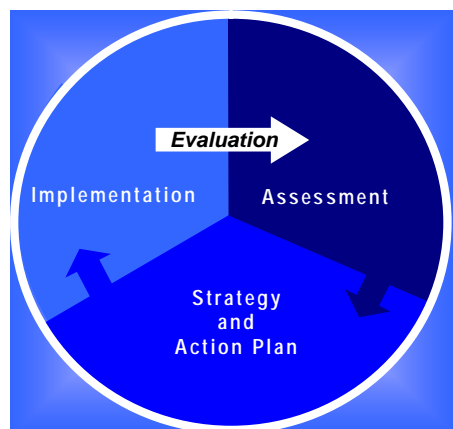 Evaluation
Implementation
Assessment
Strategy
and
Action Plan